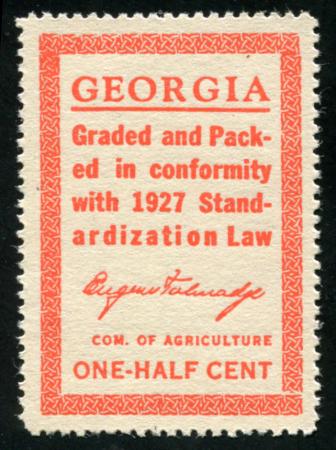 GEORGIA
Graded and Pack-
ed in conformity
with 1927 Stand-
ardization Law
Eugene Talmadge
COM. OF AGRICULTURE
ONE-HALF CENT